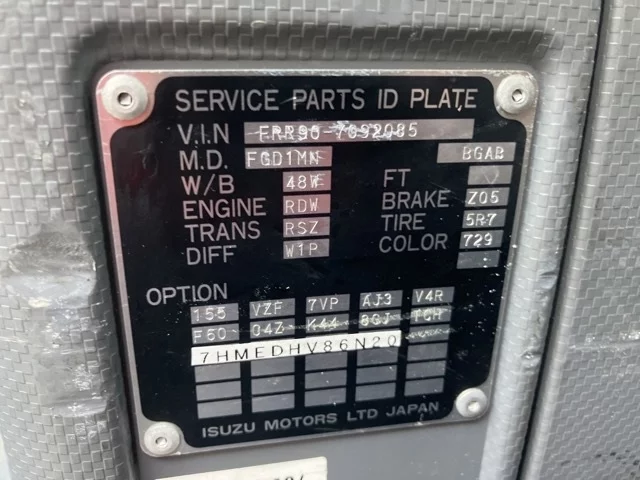 SERVICE PARTS ID PLATE
V.I.N FRR90-7092085
M.D. FGD1MN BGAB
W/B 48W FT V
ENGINE RDW BRAKE Z05
TRANS RSZ TIRE 5R7
DIFF W1P COLOR 729
OPTION
155 VZF 7VP AJ3 V4R
F60 04Z K44 8GJ TCH
7HMEDHV86N20
ISUZU MOTORS LTD JAPAN